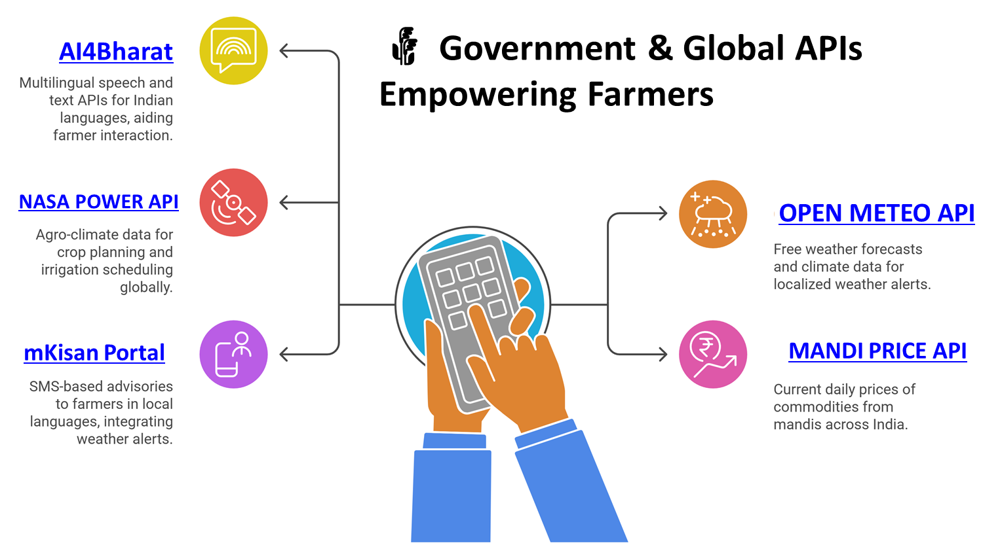 Government & Global APIs
Empowering Farmers
AI4Bharat
Multilingual speech and
text APIs for Indian
languages, aiding
farmer interaction.
NASA POWER API
Agro-climate data for
crop planning and
irrigation scheduling
globally.
mKisan Portal
SMS-based advisories
to farmers in local
languages, integrating
weather alerts.
OPEN METEO API
Free weather forecasts
and climate data for
localized weather alerts.
₹
MANDI PRICE API
Current daily prices of
commodities from
mandis across India.